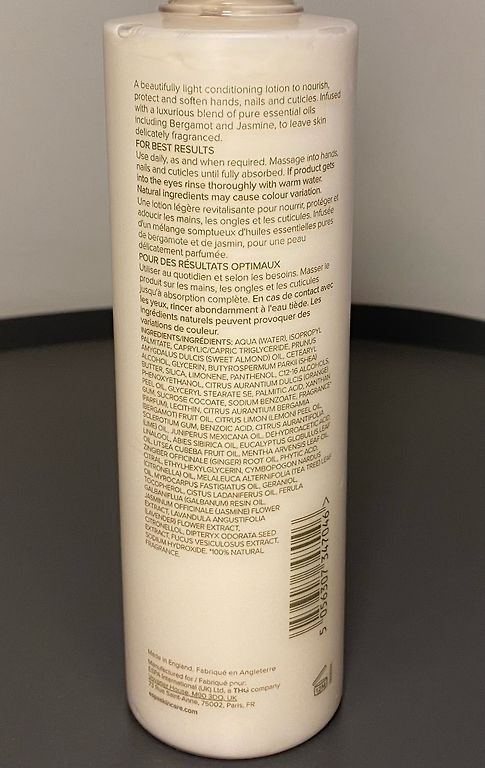 A beautifully light conditioning lotion to nourish,
protect and soften hands, nails and cuticles. Infused
with a luxurious blend of pure essential oils
including Bergamot and Jasmine, to leave skin
delicately fragranced.
FOR BEST RESULTS
Use daily, as and when required. Massage into hands,
nails and cuticles until fully absorbed. If product gets
into the eyes rinse thoroughly with warm water.
Natural ingredients may cause colour variation.
Une lotion légère revitalisante pour nourrir, protéger et
adoucir les mains, les ongles et les cuticules. Infusée
d'un mélange somptueux d'huiles essentielles pures
de bergamote et de jasmin, pour une peau
délicatement parfumée.
POUR DES RÉSULTATS OPTIMAUX
Utiliser au quotidien et selon les besoins. Masser le
produit sur les mains, les ongles et les cuticules
jusqu'à absorption complète. En cas de contact avec
les yeux, rincer abondamment à l'eau tiède. Les
ingrédients naturels peuvent provoquer des
variations de couleur.
INGREDIENTS/INGRÉDIENTS: AQUA (WATER), ISOPROPYL
PALMITATE, CAPRYLIC/CAPRIC TRIGLYCERIDE, PRUNUS
AMYGDALUS DULCIS (SWEET ALMOND) OIL, CETEARYL
ALCOHOL, GLYCERIN, BUTYROSPERMUM PARKII (SHEA)
BUTTER, SILICA, LIMONENE, PANTHENOL, C12-16 ALCOHOLS,
PHENOXYETHANOL, CITRUS AURANTIUM DULCIS (ORANGE)
PEEL OIL, GLYCERYL STEARATE SE, PALMITIC ACID, XANTHAN
GUM, SUCROSE COCOATE, SODIUM BENZOATE, FRAGRANCE*
(PARFUM), LECITHIN, CITRUS AURANTIUM BERGAMIA
(BERGAMOT) FRUIT OIL, CITRUS LIMON (LEMON) PEEL OIL,
SCLEROTIUM GUM, BENZOIC ACID, CITRUS AURANTIFOLIA
(LIME) OIL, JUNIPERUS MEXICANA OIL, DEHYDROACETIC ACID,
LINALOOL, ABIES SIBIRICA OIL, EUCALYPTUS GLOBULUS LEAF
OIL, LITSEA CUBEBA FRUIT OIL, MENTHA ARVENSIS LEAF OIL,
ZINGIBER OFFICINALE (GINGER) ROOT OIL, PHYTIC ACID,
CITRAL, ETHYLHEXYLGLYCERIN, CYMBOPOGON NARDUS
(CITRONELLA) OIL, MELALEUCA ALTERNIFOLIA (TEA TREE) LEAF
OIL, MYROCARPUS FASTIGIATUS OIL, GERANIOL,
TOCOPHEROL, CISTUS LADANIFERUS OIL, FERULA
GALBANIFLUA (GALBANUM) RESIN OIL,
JASMINUM OFFICINALE (JASMINE) FLOWER
EXTRACT, LAVANDULA ANGUSTIFOLIA
(LAVENDER) FLOWER EXTRACT,
CITRONELLOL, DIPTERYX ODORATA SEED
EXTRACT, FUCUS VESICULOSUS EXTRACT,
SODIUM HYDROXIDE. *100% NATURAL
FRAGRANCE.
5 056307 347046 >
Made in England. Fabriqué en Angleterre
Manufactured for / Fabriqué pour:
ESPA International (UK) Ltd, a THG company
House, M90 3DQ, UK
Rue Saint-Anne, 75002, Paris, FR
espaskincare.com